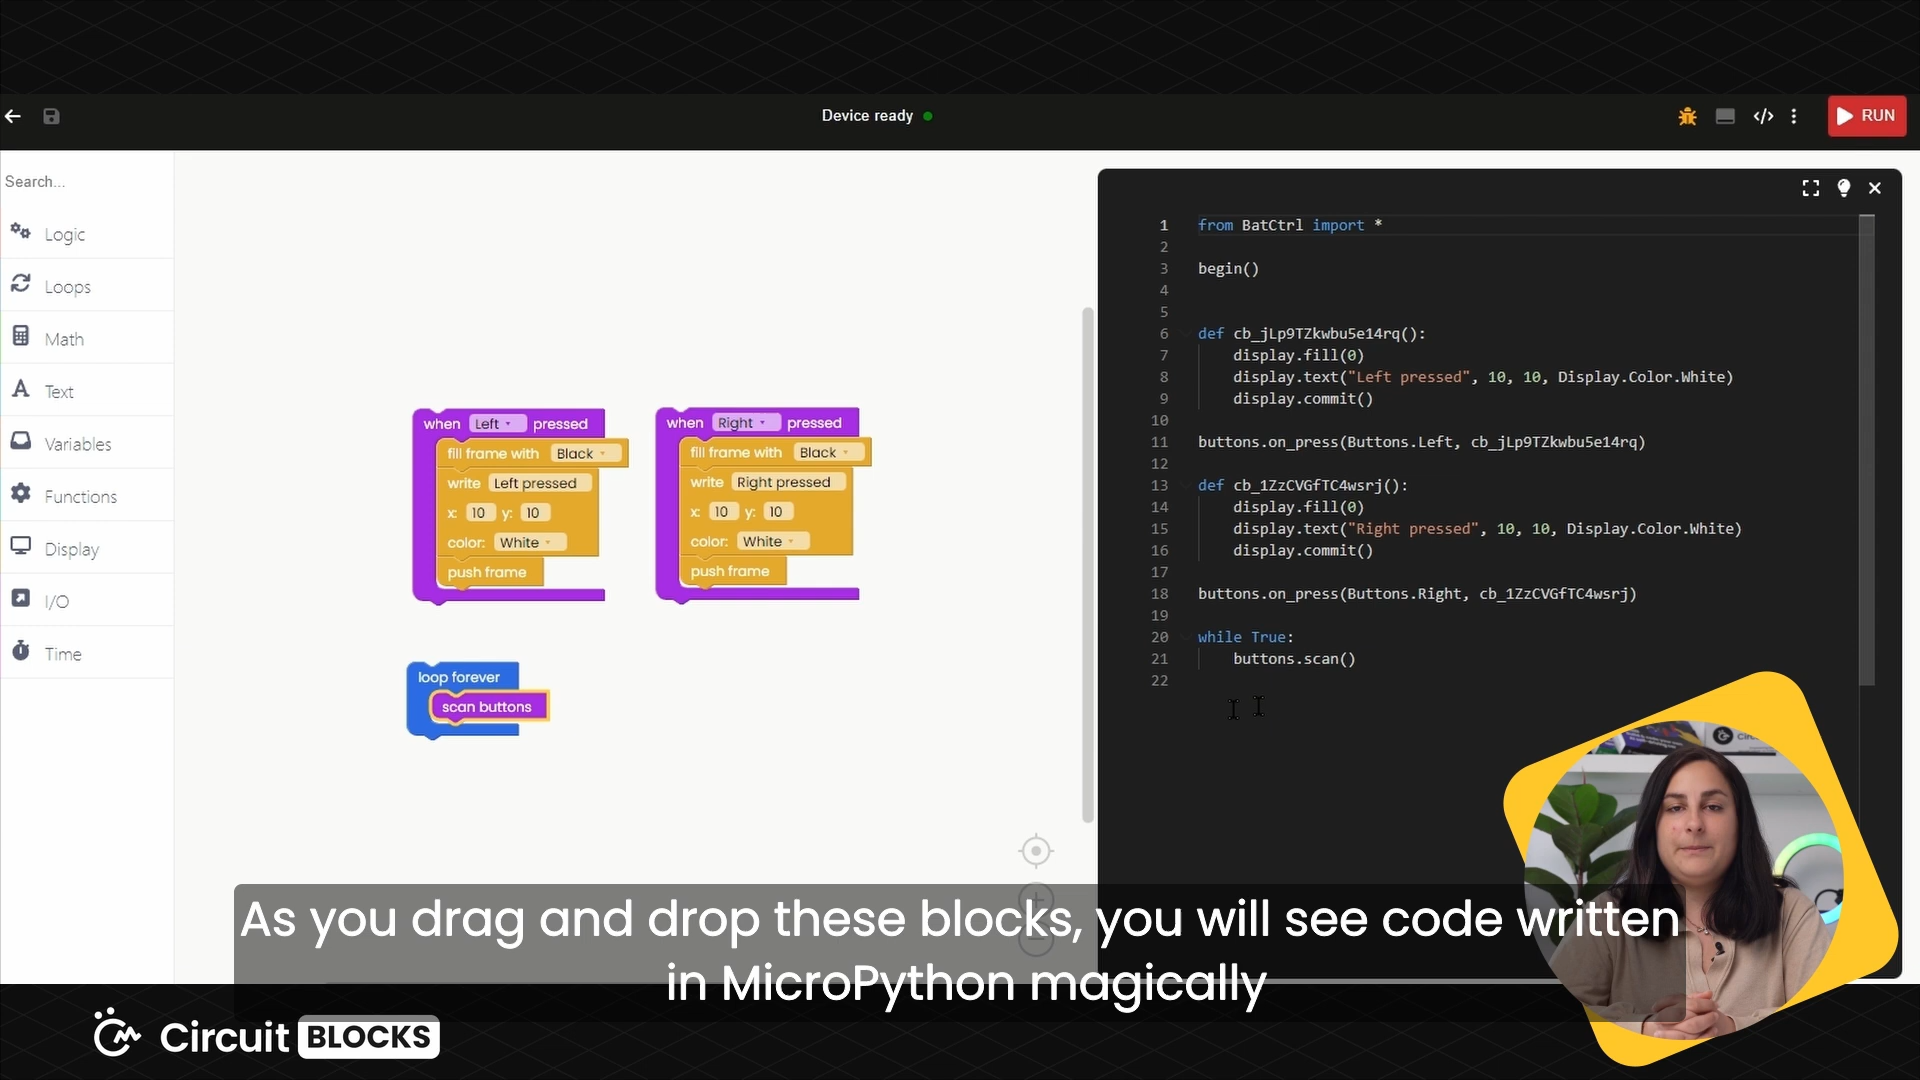 Device ready
RUN
Search...
Logic
Loops
Math
Text
Variables
Functions
Display
I/O
Time
when Left pressed
fill frame with Black
write Left pressed
x: 10 y: 10
color: White
push frame
when Right pressed
fill frame with Black
write Right pressed
x: 10 y: 10
color: White
push frame
loop forever
scan buttons
1 from BatCtrl import *
2
3 begin()
4
5
6 def cb_jLp9TZkwbu5e14rq():
7 display.fill(0)
8 display.text("Left pressed", 10, 10, Display.Color.White)
9 display.commit()
10
11 buttons.on_press(Buttons.Left, cb_jLp9TZkwbu5e14rq)
12
13 def cb_1ZzCVGfTC4wsrj():
14 display.fill(0)
15 display.text("Right pressed", 10, 10, Display.Color.White)
16 display.commit()
17
18 buttons.on_press(Buttons.Right, cb_1ZzCVGfTC4wsrj)
19
20 while True:
21 buttons.scan()
22
As you drag and drop these blocks, you will see code written
in MicroPython magically
Circuit BLOCKS